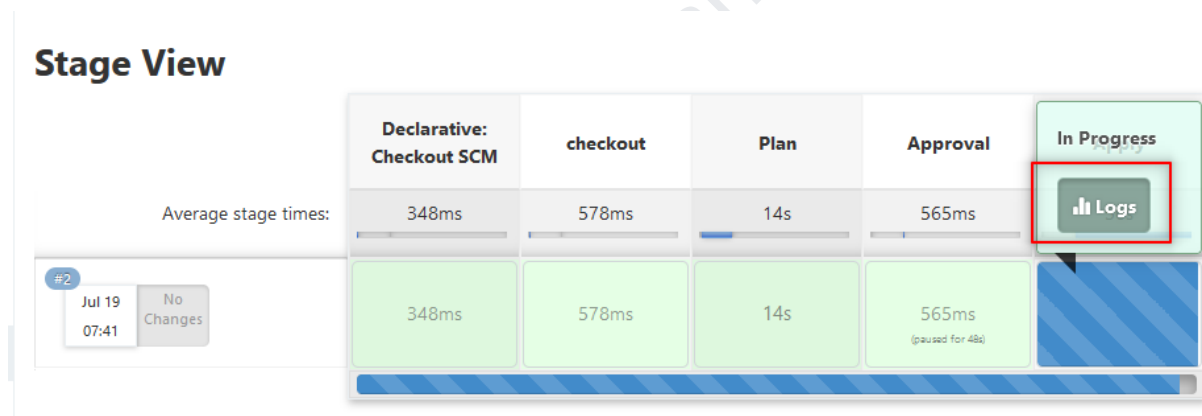 Stage View
Declarative:
Checkout SCM
checkout
Plan
Approval
In Progress
Apply
Logs
Average stage times:
348ms
578ms
14s
565ms
#2
Jul 19
07:41
No
Changes
348ms
578ms
14s
565ms
(paused for 48s)